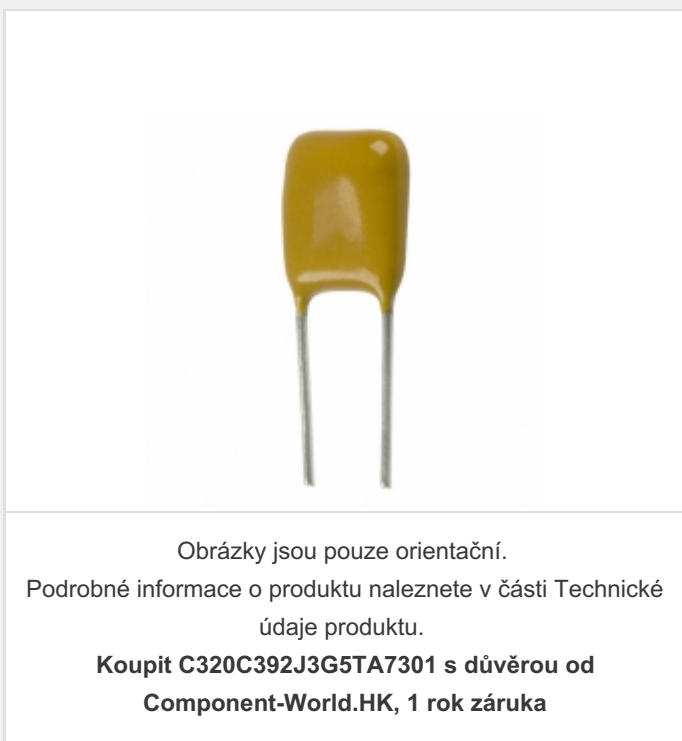 Obrázky jsou pouze orientační.
Podrobné informace o produktu naleznete v části Technické
údaje produktu.
Koupit C320C392J3G5TA7301 s důvěrou od
Component-World.HK, 1 rok záruka